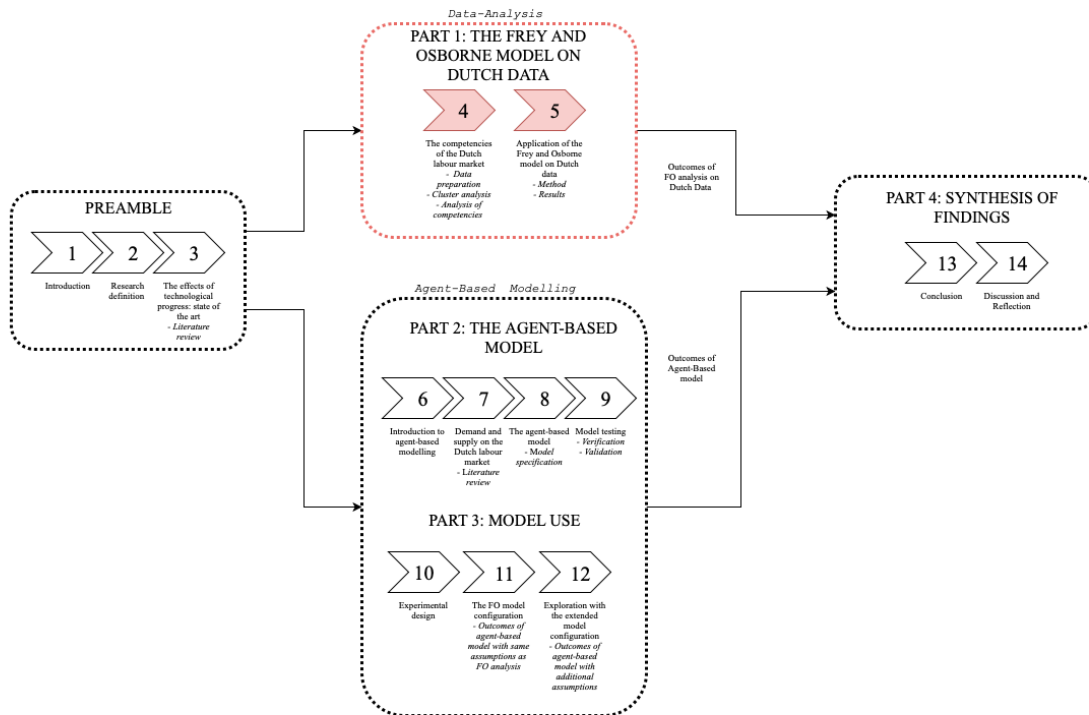 Data-Analysis
PART 1: THE FREY AND
OSBORNE MODEL ON
DUTCH DATA
4
5
The competencies
of the Dutch
labour market
- Data
preparation
- Cluster analysis
- Analysis of
competencies
Application of the
Frey and Osborne
model on Dutch
data
- Method
- Results
PREAMBLE
1
2
3
Introduction
Research
definition
The effects of
technological
progress: state of
the art
- Literature
review
Outcomes of
FO analysis on
Dutch Data
PART 4: SYNTHESIS OF
FINDINGS
13
14
Conclusion
Discussion and
Reflection
Agent-Based Modelling
PART 2: THE AGENT-BASED
MODEL
6
7
8
9
Introduction to
agent-based
modelling
Demand and
supply on the
Dutch labour
market
- Literature
review
The agent-based
model
- Model
specification
Model testing
- Verification
- Validation
Outcomes of
Agent-Based
model
PART 3: MODEL USE
10
11
12
Experimental
design
The FO model
configuration
- Outcomes of
agent-based
model with same
assumptions as
FO analysis
Exploration with
the extended
model
configuration
- Outcomes of
agent-based
model with
additional
assumptions